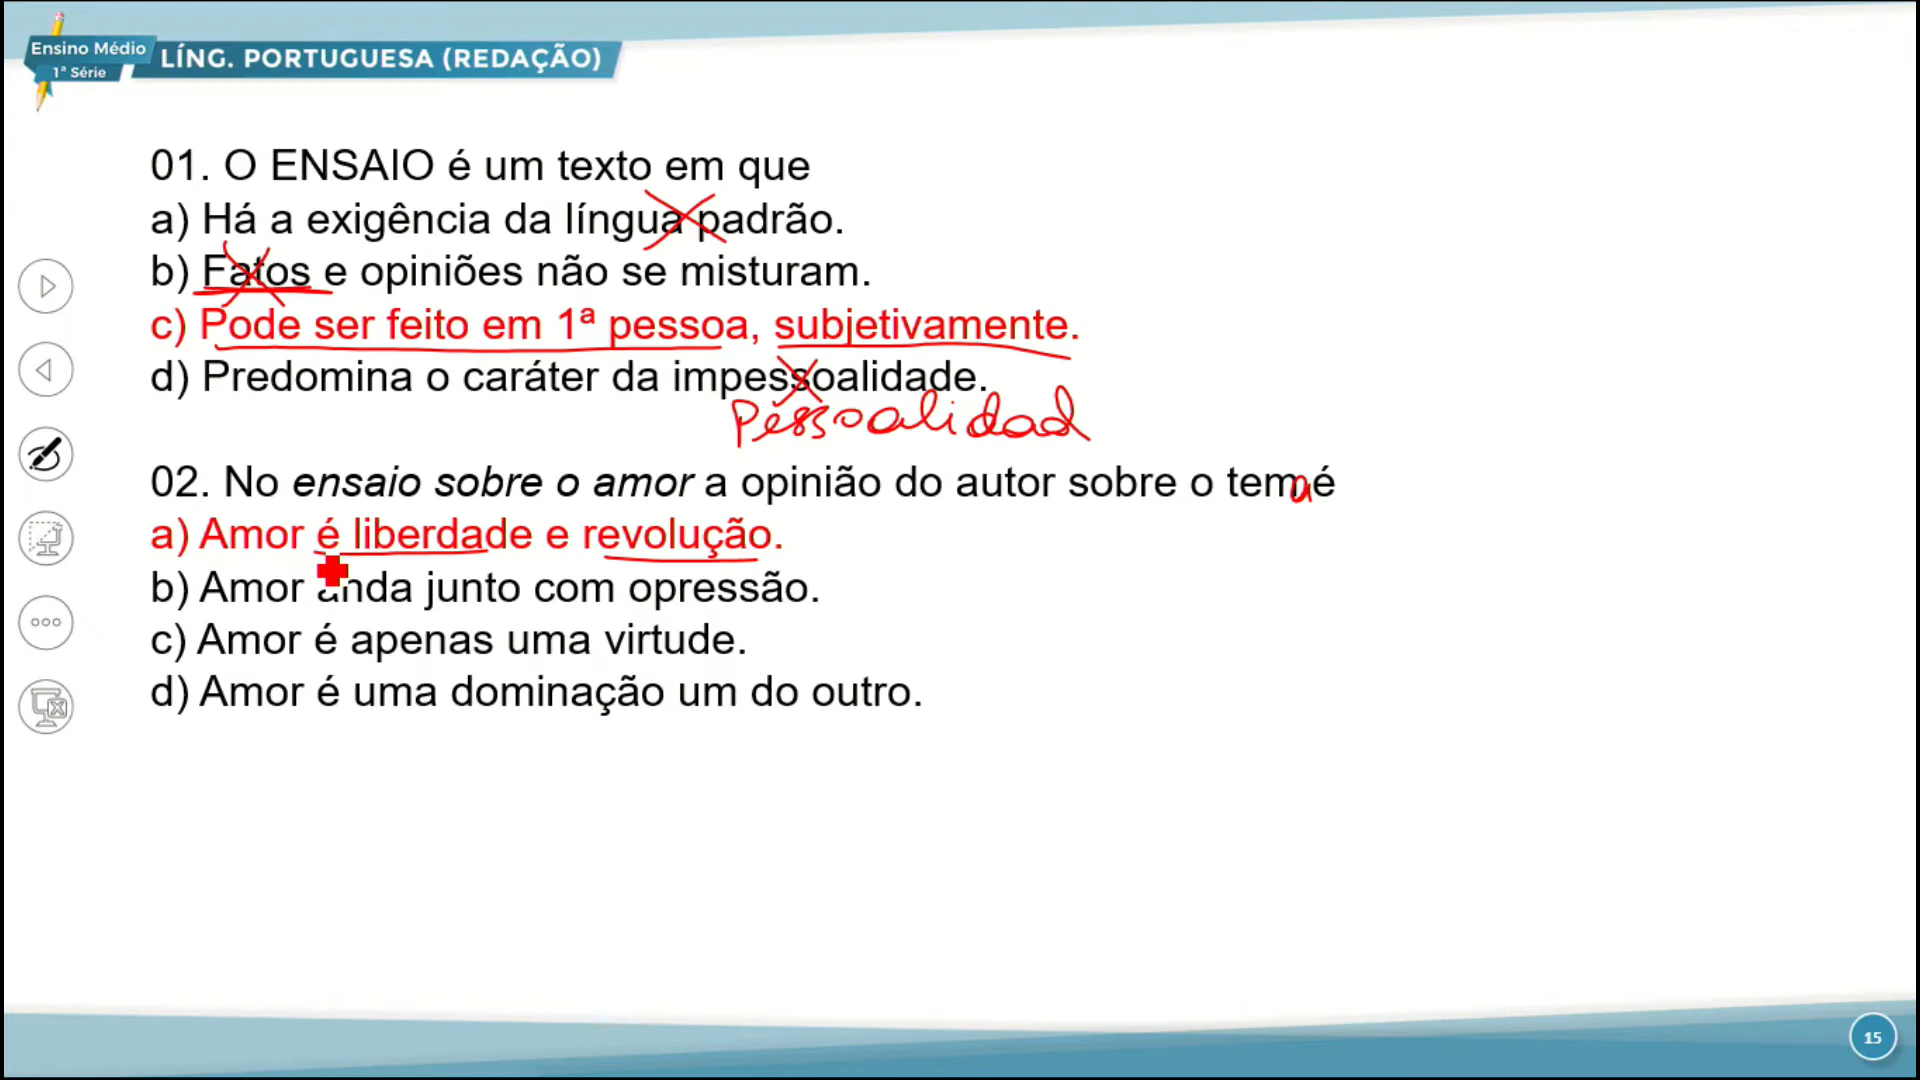 Ensino Médio
1ª Série
LÍNG. PORTUGUESA (REDAÇÃO)
01. O ENSAIO é um texto em que
a) Há a exigência da língua padrão.
b) Fatos e opiniões não se misturam.
c) Pode ser feito em 1ª pessoa, subjetivamente.
d) Predomina o caráter da impessoalidade.
Pessoalidad
02. No ensaio sobre o amor a opinião do autor sobre o tema é
a) Amor é liberdade e revolução.
b) Amor anda junto com opressão.
c) Amor é apenas uma virtude.
d) Amor é uma dominação um do outro.
15